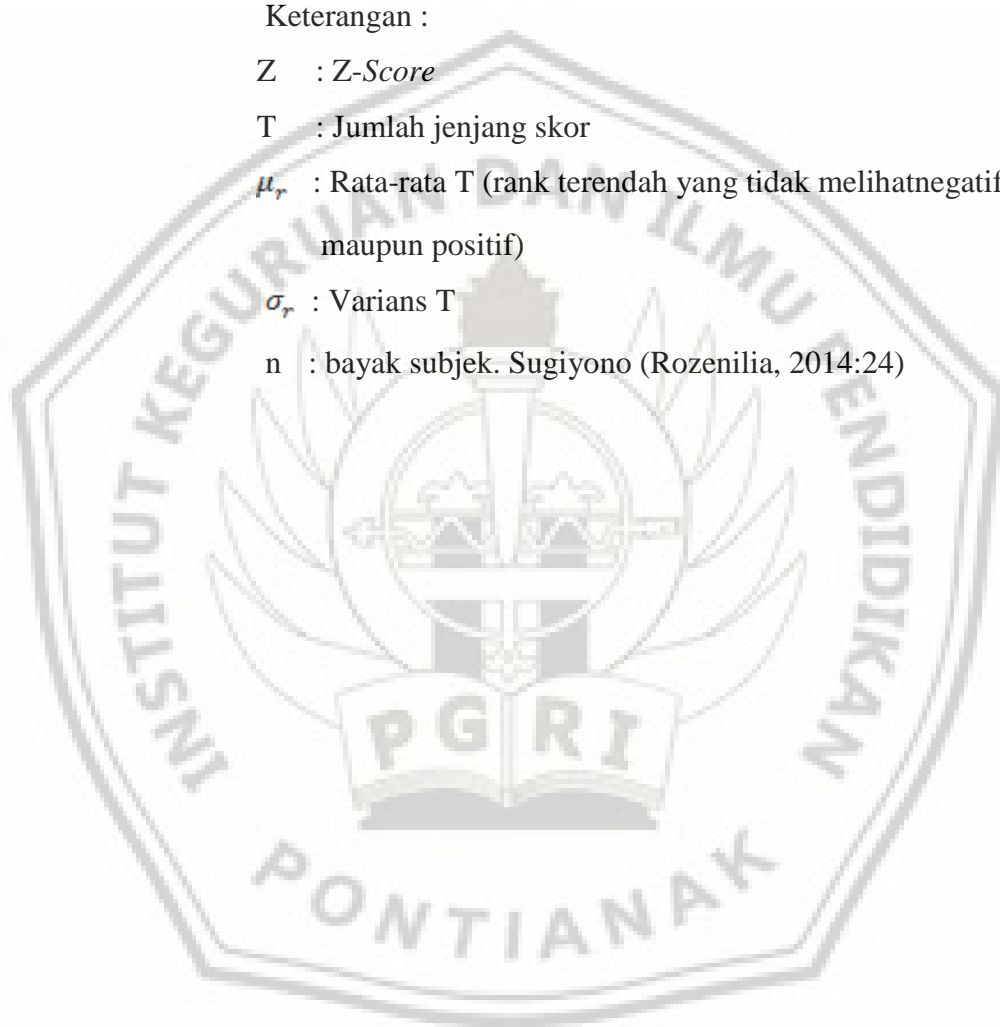 Keterangan :
Z : Z-Score
T : Jumlah jenjang skor
μᵣ : Rata-rata T (rank terendah yang tidak melihatnegatif
maupun positif)
σᵣ : Varians T
n : bayak subjek. Sugiyono (Rozenilia, 2014:24)
INSTITUT KEGURUAN DAN ILMU PENDIDIKAN
PGRI
PONTIANAK